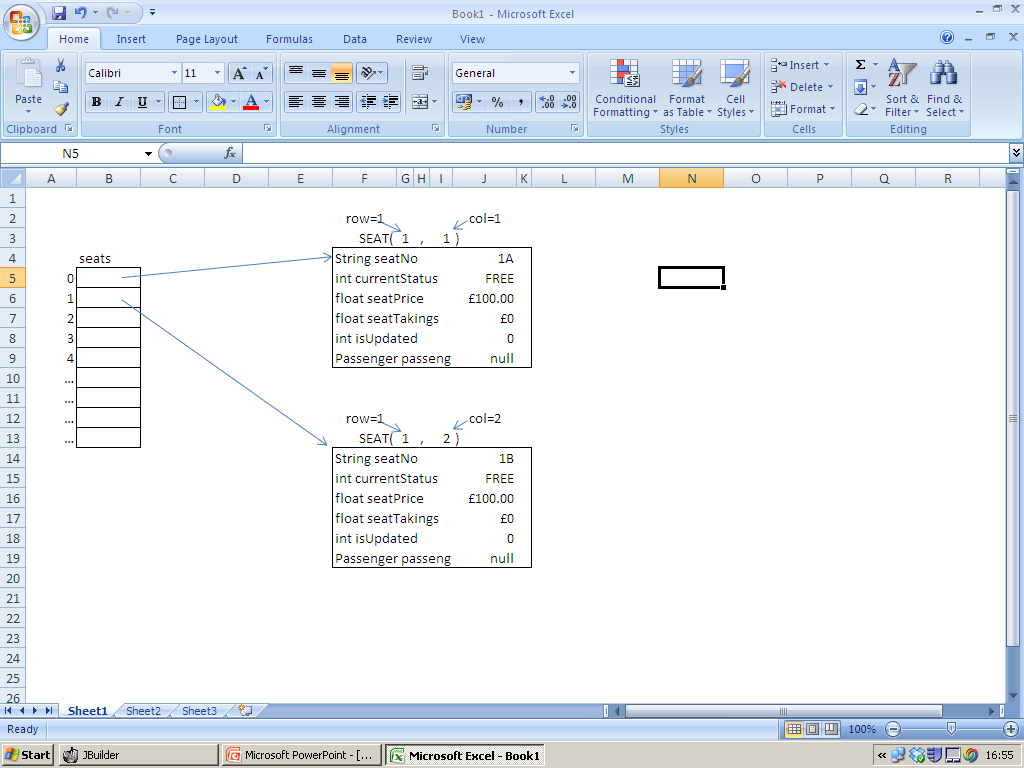 Book1 - Microsoft Excel
Home Insert Page Layout Formulas Data Review View
Paste
Calibri 11
B I U
General
% ,
Conditional Formatting
Format as Table
Cell Styles
Insert
Delete
Format
Σ
Sort & Filter
Find & Select
Clipboard Font Alignment Number Styles Cells Editing
N5 fx
A B C D E F G H I J K L M N O P Q R
1
2 row=1 col=1
3 SEAT( 1 , 1 )
4 seats String seatNo 1A
5 0 int currentStatus FREE
6 1 float seatPrice £100.00
7 2 float seatTakings £0
8 3 int isUpdated 0
9 4 Passenger passeng null
10 ...
11 ...
12 ... row=1 col=2
13 ... SEAT( 1 , 2 )
14 String seatNo 1B
15 int currentStatus FREE
16 float seatPrice £100.00
17 float seatTakings £0
18 int isUpdated 0
19 Passenger passeng null
20
21
22
23
24
25
26
Sheet1 Sheet2 Sheet3
Ready 100%
Start JBuilder Microsoft PowerPoint - [... Microsoft Excel - Book1 « 16:55